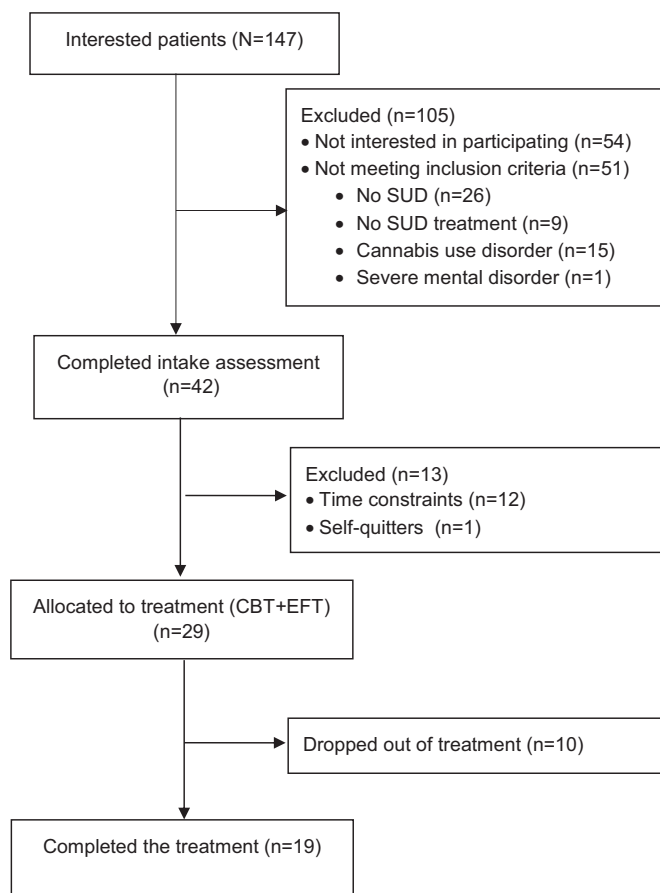 Interested patients (N=147)
Excluded (n=105)
• Not interested in participating (n=54)
• Not meeting inclusion criteria (n=51)
• No SUD (n=26)
• No SUD treatment (n=9)
• Cannabis use disorder (n=15)
• Severe mental disorder (n=1)
Completed intake assessment
(n=42)
Excluded (n=13)
• Time constraints (n=12)
• Self-quitters (n=1)
Allocated to treatment (CBT+EFT)
(n=29)
Dropped out of treatment (n=10)
Completed the treatment (n=19)